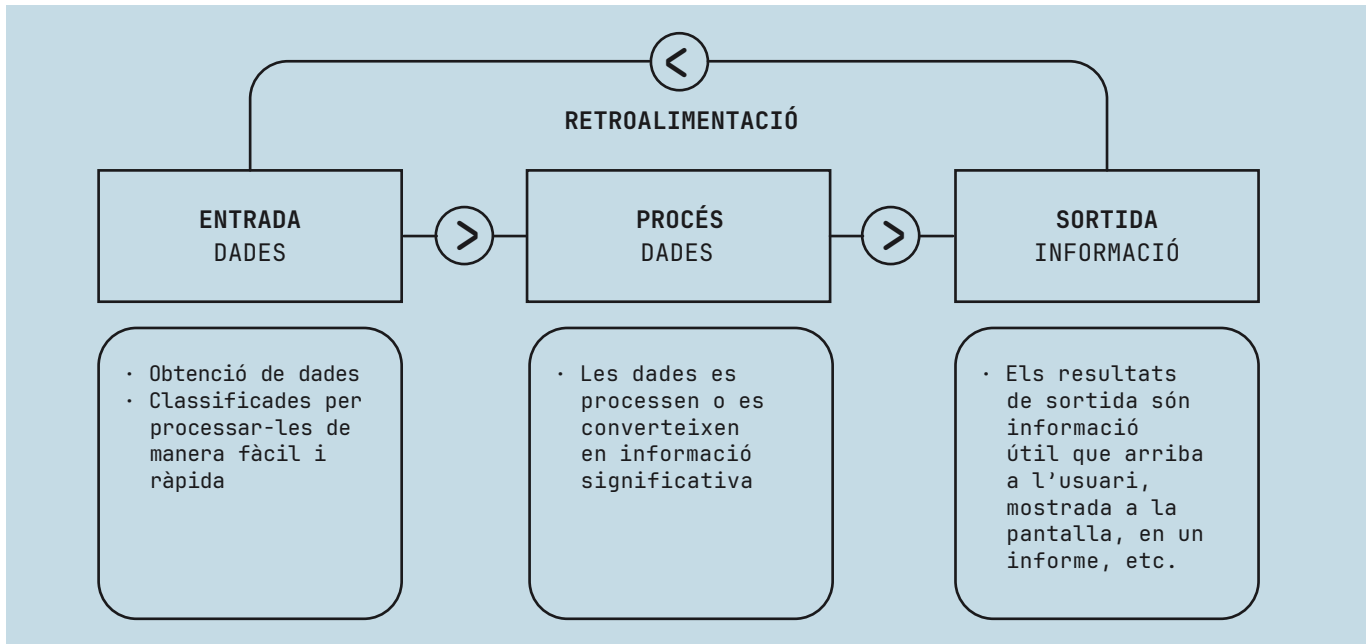 RETROALIMENTACIÓ
ENTRADA
DADES
PROCÉS
DADES
SORTIDA
INFORMACIÓ
· Obtenció de dades
· Classificades per
processar-les de
manera fàcil i
ràpida
· Les dades es
processen o es
converteixen
en informació
significativa
· Els resultats
de sortida són
informació
útil que arriba
a l’usuari,
mostrada a la
pantalla, en un
informe, etc.